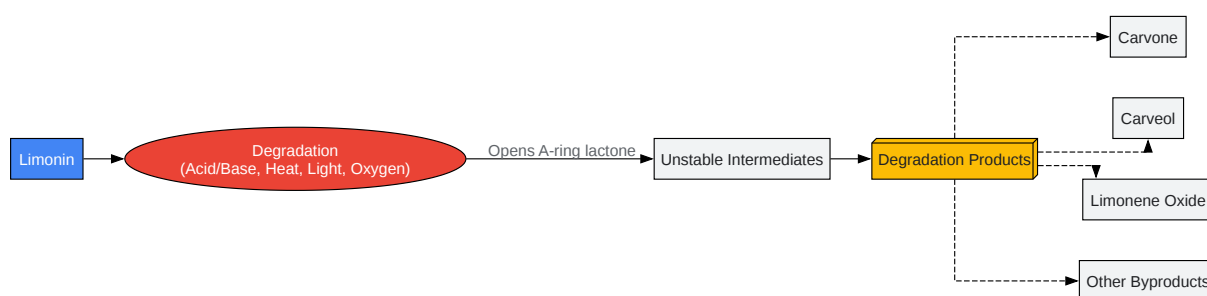 Limonin
Degradation
(Acid/Base, Heat, Light, Oxygen)
Opens A-ring lactone
Unstable Intermediates
Degradation Products
Carvone
Carveol
Limonene Oxide
Other Byproducts